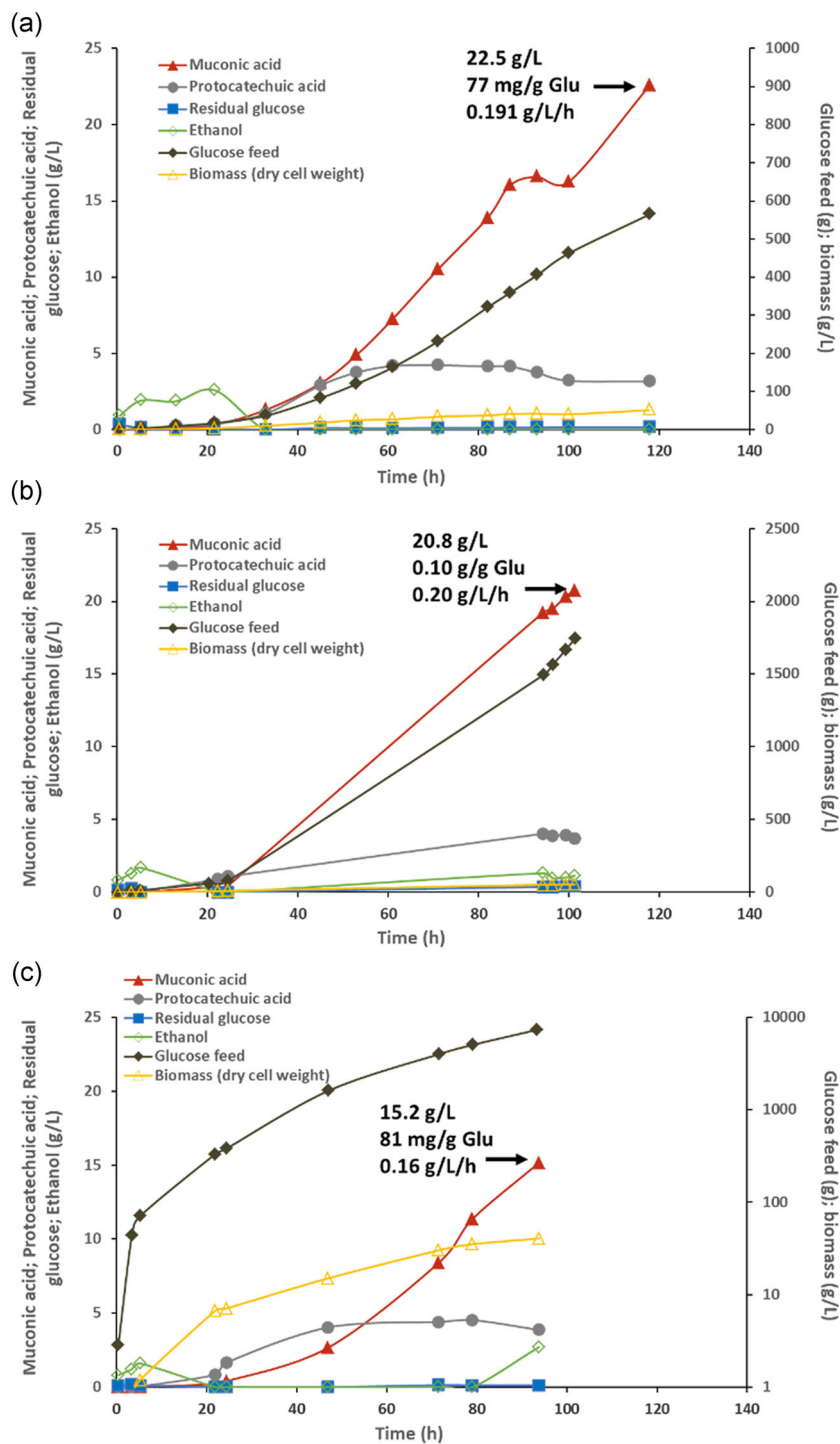 (a)
Muconic acid; Protocatechuic acid; Residual
glucose; Ethanol (g/L)
25
20
15
10
5
0
Muconic acid
Protocatechuic acid
Residual glucose
Ethanol
Glucose feed
Biomass (dry cell weight)
22.5 g/L
77 mg/g Glu
0.191 g/L/h
1000
900
800
700
600
500
400
300
200
100
0
Glucose feed (g); biomass (g/L)
0 20 40 60 80 100 120 140
Time (h)
(b)
Muconic acid; Protocatechuic acid; Residual
glucose; Ethanol (g/L)
25
20
15
10
5
0
Muconic acid
Protocatechuic acid
Residual glucose
Ethanol
Glucose feed
Biomass (dry cell weight)
20.8 g/L
0.10 g/g Glu
0.20 g/L/h
2500
2000
1500
1000
500
0
Glucose feed (g); biomass (g/L)
0 20 40 60 80 100 120 140
Time (h)
(c)
Muconic acid; Protocatechuic acid; Residual
glucose; Ethanol (g/L)
25
20
15
10
5
0
Muconic acid
Protocatechuic acid
Residual glucose
Ethanol
Glucose feed
Biomass (dry cell weight)
15.2 g/L
81 mg/g Glu
0.16 g/L/h
10000
1000
100
10
1
Glucose feed (g); biomass (g/L)
0 20 40 60 80 100 120 140
Time (h)